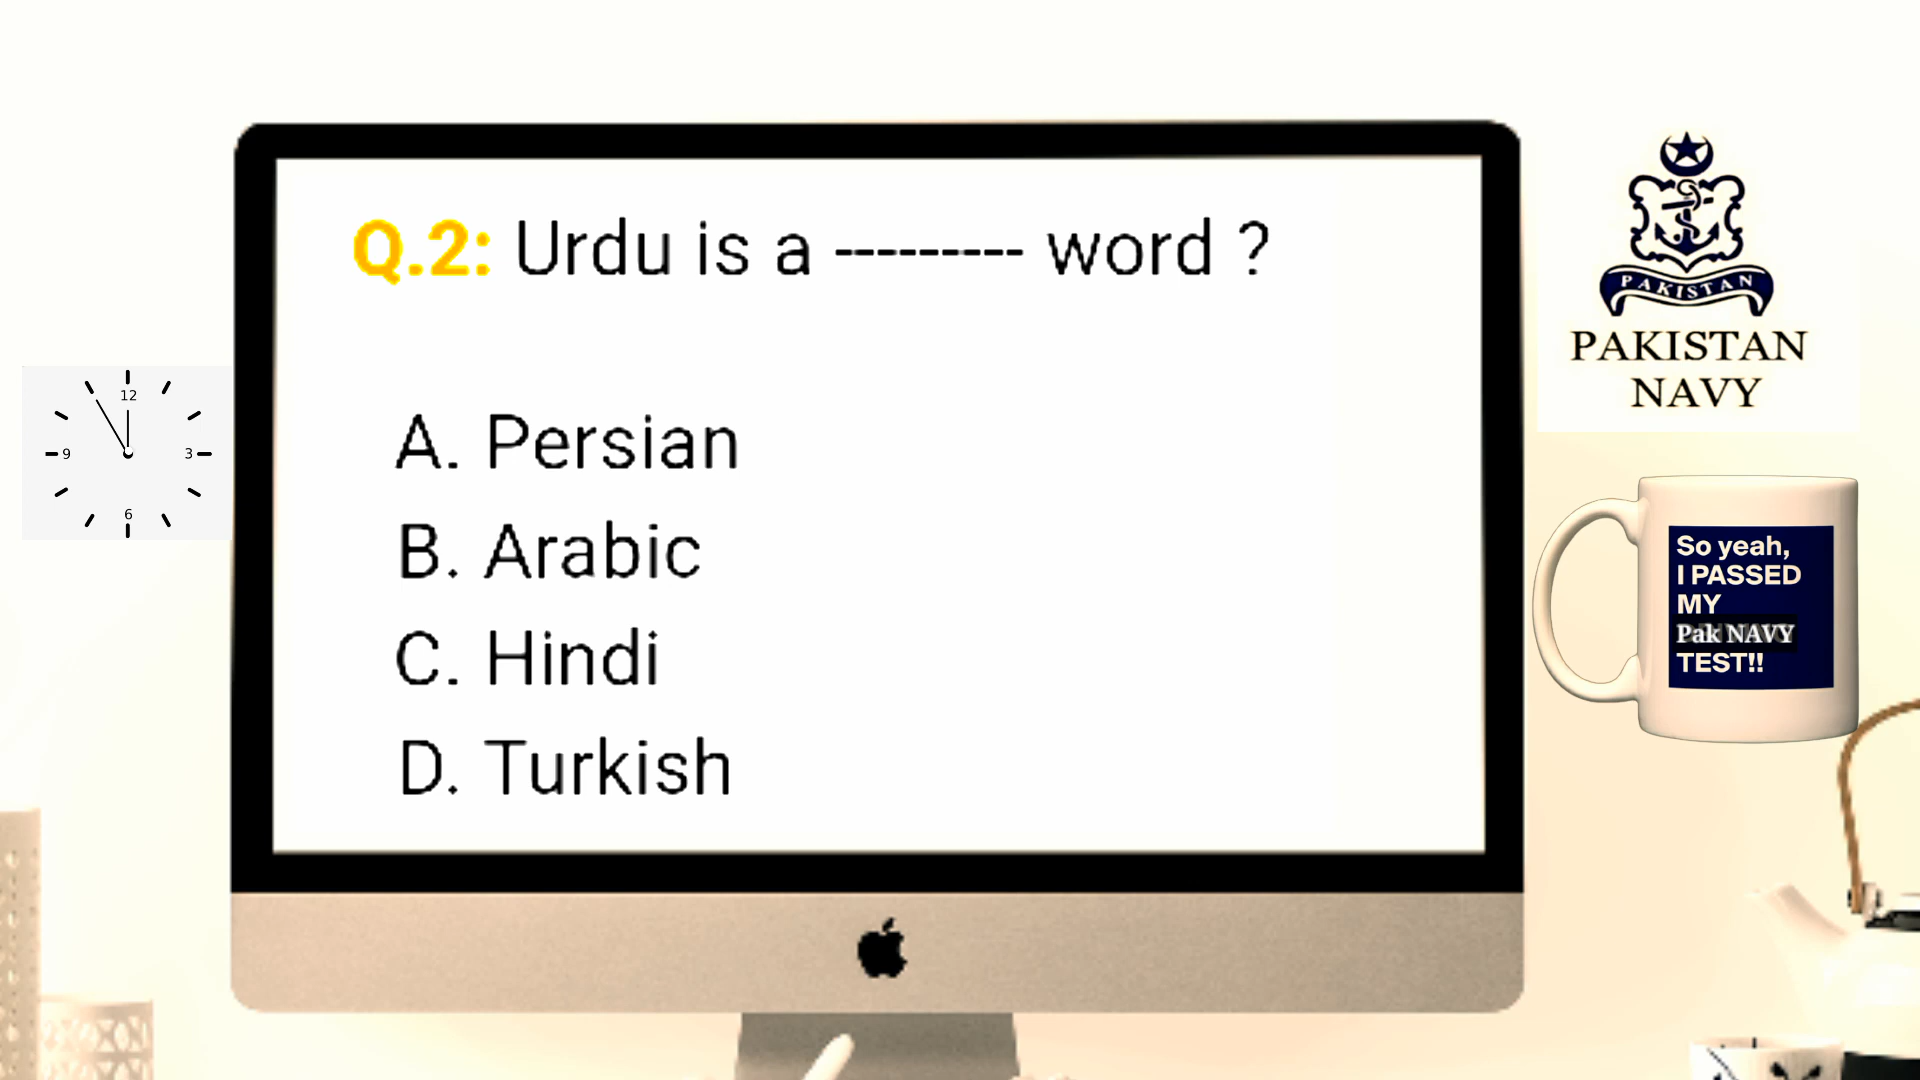 Q.2: Urdu is a --------- word ?
A. Persian
B. Arabic
C. Hindi
D. Turkish
12
3
6
9
PAKISTAN
PAKISTAN
NAVY
So yeah,
I PASSED
MY
Pak NAVY
TEST!!